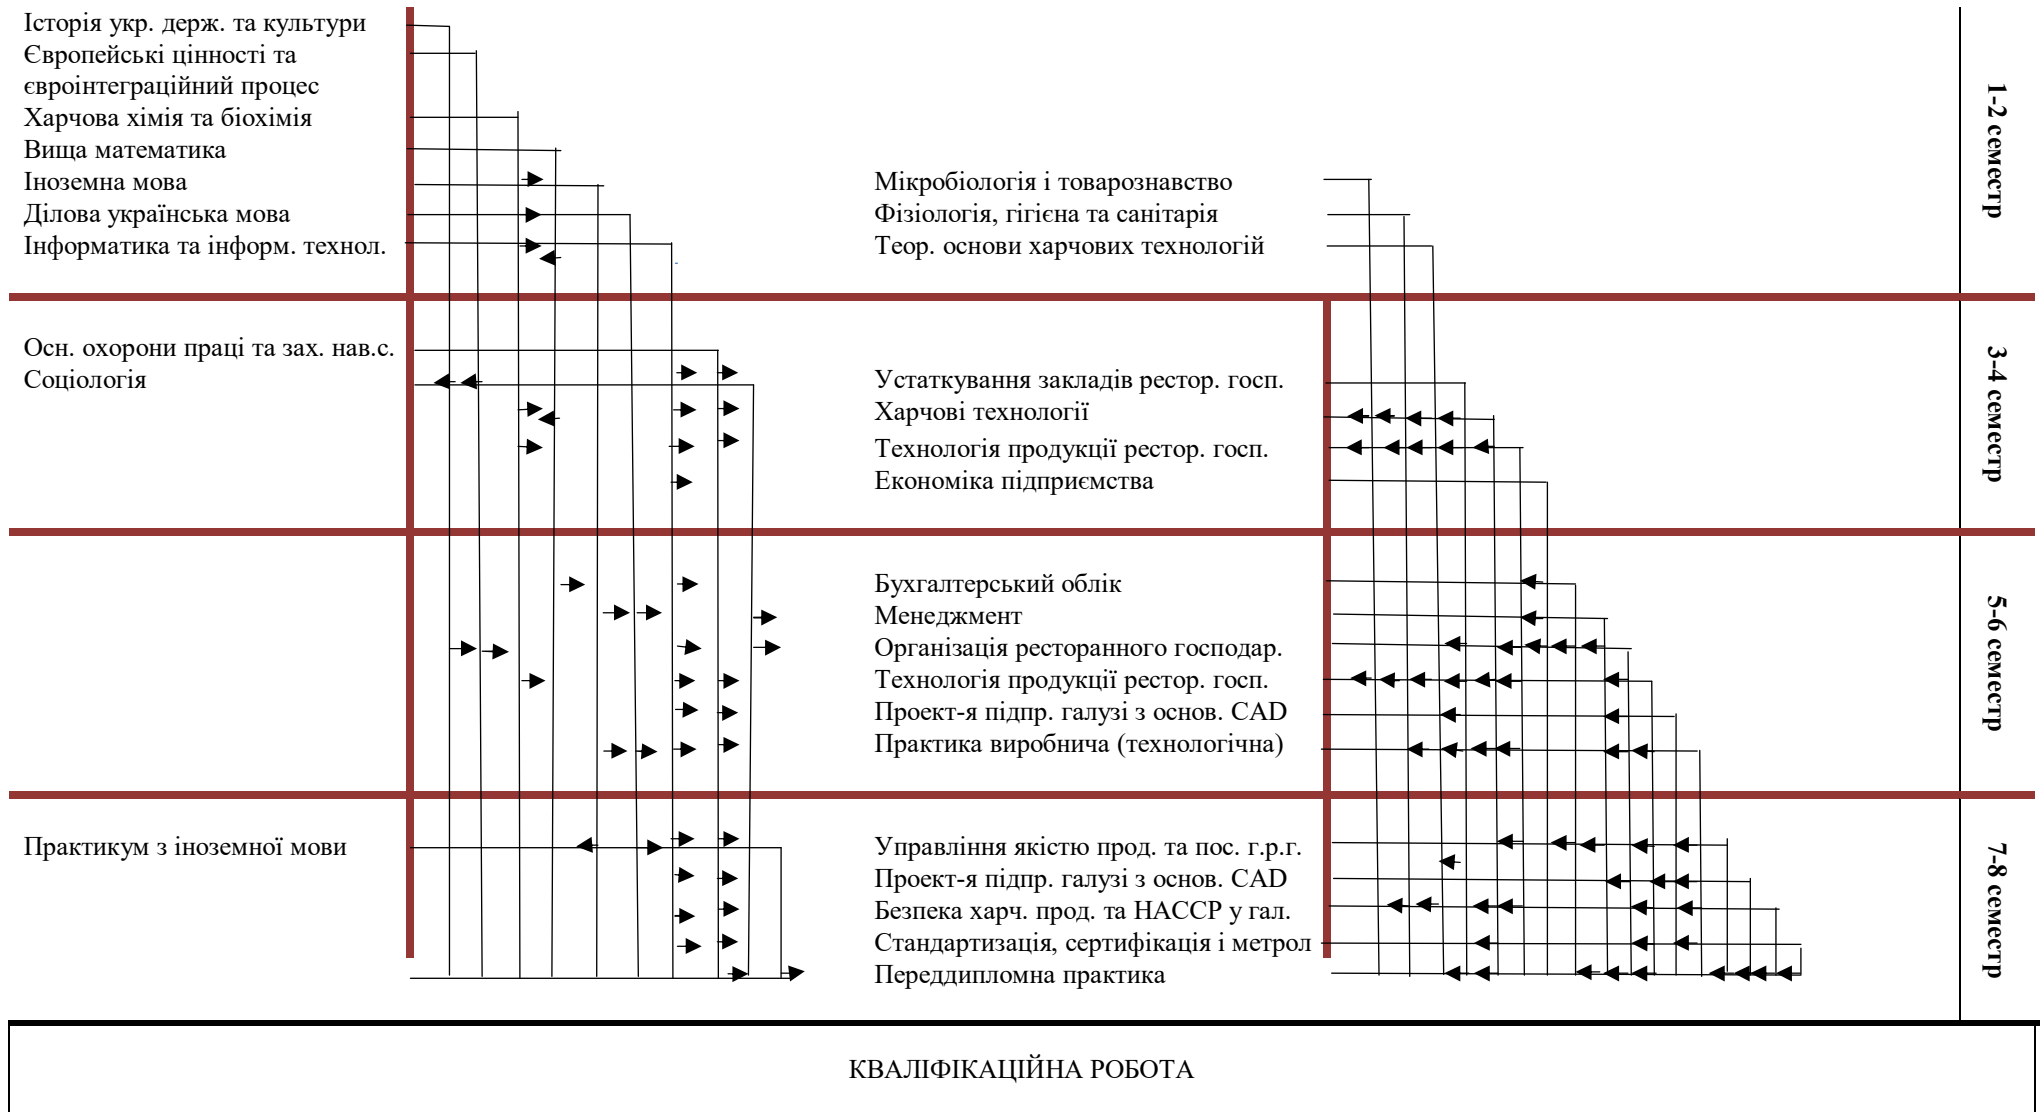 Історія укр. держ. та культури
Європейські цінності та
євроінтеграційний процес
Харчова хімія та біохімія
Вища математика
Іноземна мова
Ділова українська мова
Інформатика та інформ. технол.
Мікробіологія і товарознавство
Фізіологія, гігієна та санітарія
Теор. основи харчових технологій
1-2 семестр
Осн. охорони праці та зах. нав.с.
Соціологія
Устаткування закладів рестор. госп.
Харчові технології
Технологія продукції рестор. госп.
Економіка підприємства
3-4 семестр
Бухгалтерський облік
Менеджмент
Організація ресторанного господар.
Технологія продукції рестор. госп.
Проект-я підпр. галузі з основ. CAD
Практика виробнича (технологічна)
5-6 семестр
Практикум з іноземної мови
Управління якістю прод. та пос. г.р.г.
Проект-я підпр. галузі з основ. CAD
Безпека харч. прод. та НАССР у гал.
Стандартизація, сертифікація і метрол
Переддипломна практика
7-8 семестр
КВАЛІФІКАЦІЙНА РОБОТА